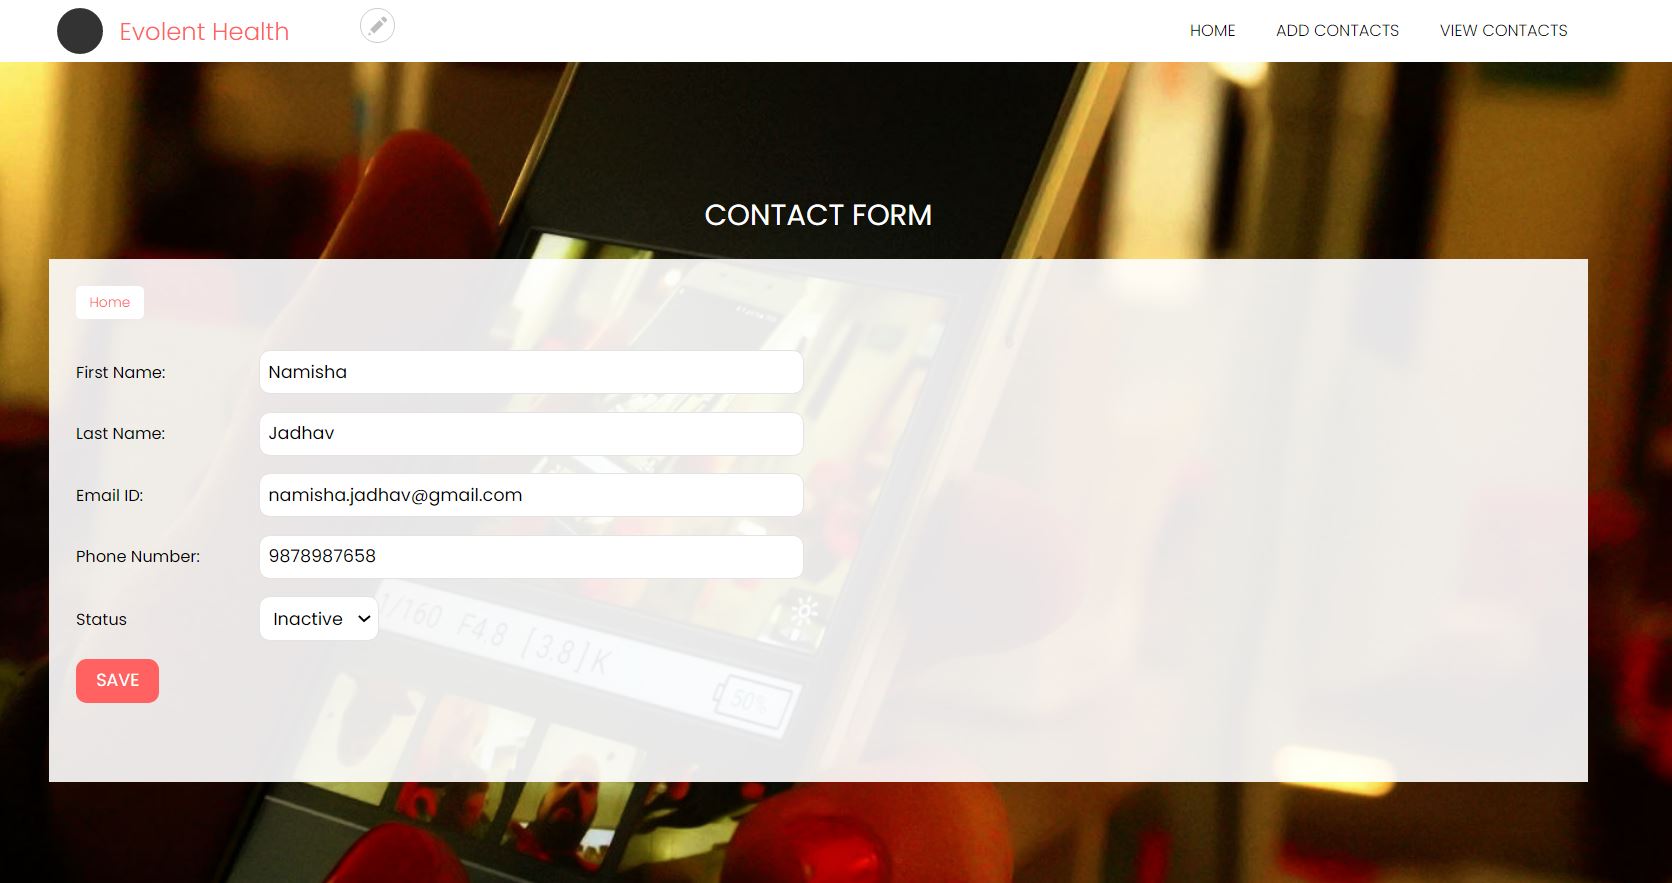 Evolent Health
HOME ADD CONTACTS VIEW CONTACTS
CONTACT FORM
Home
First Name: Namisha
Last Name: Jadhav
Email ID: namisha.jadhav@gmail.com
Phone Number: 9878987658
Status Inactive
1/160 F4.8 [3.8]K
50%
SAVE